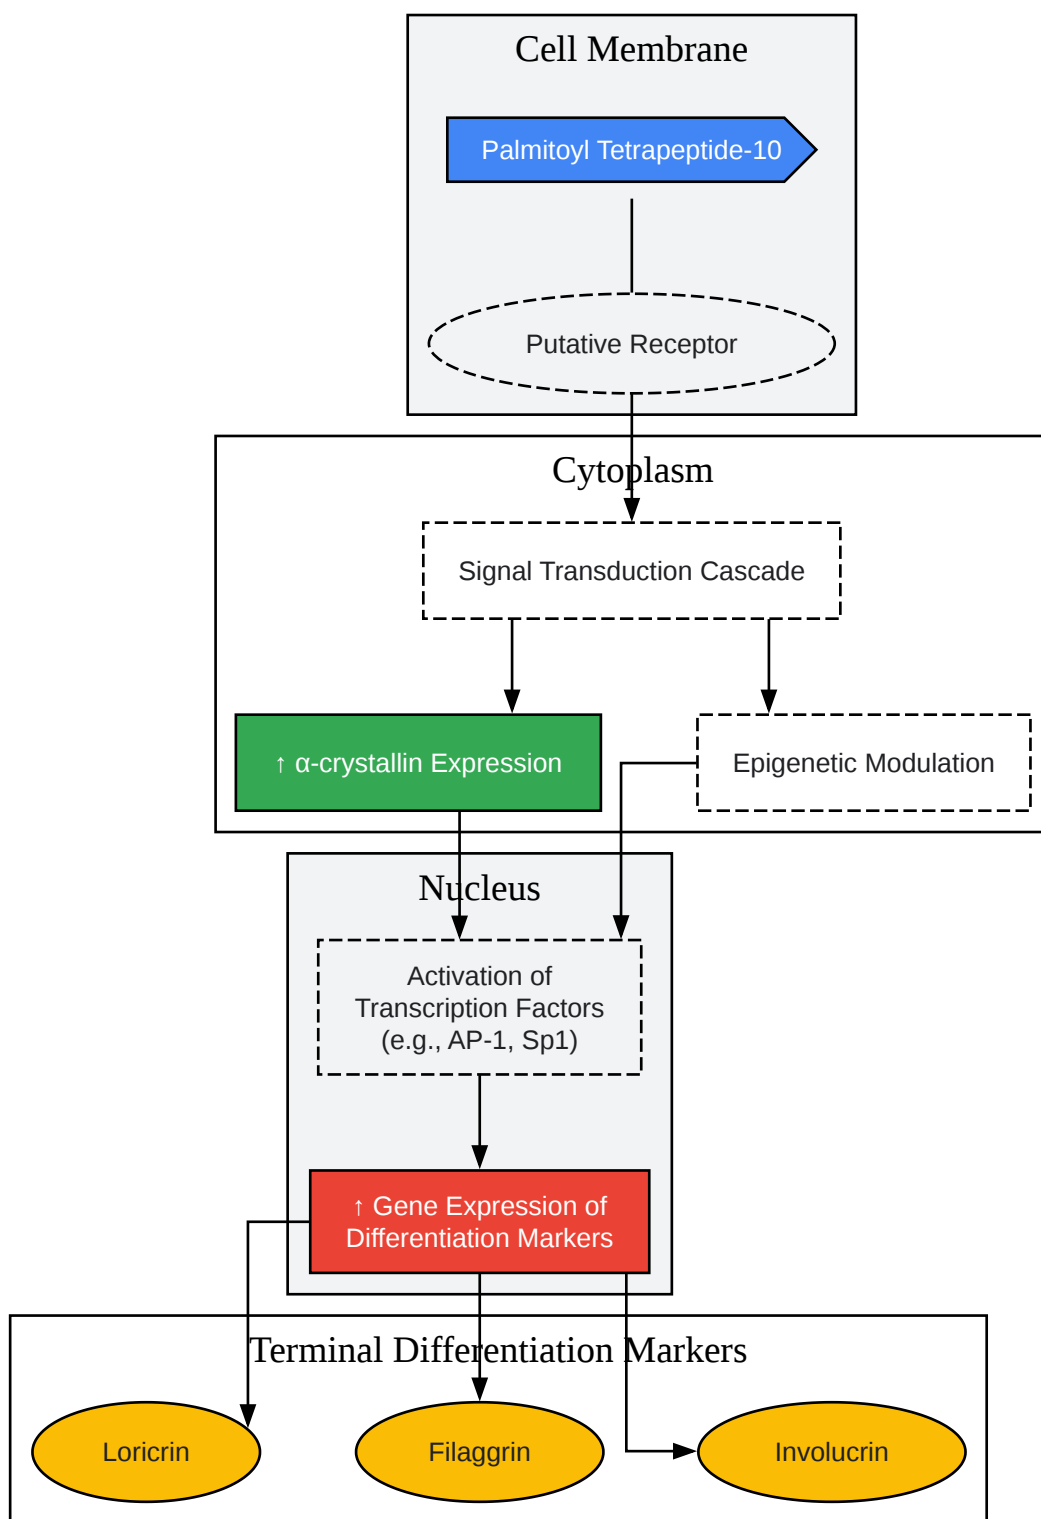 Cell Membrane
Palmitoyl Tetrapeptide-10
Putative Receptor
Cytoplasm
Signal Transduction Cascade
↑ α-crystallin Expression
Epigenetic Modulation
Nucleus
Activation of
Transcription Factors
(e.g., AP-1, Sp1)
↑ Gene Expression of
Differentiation Markers
Terminal Differentiation Markers
Loricrin
Filaggrin
Involucrin